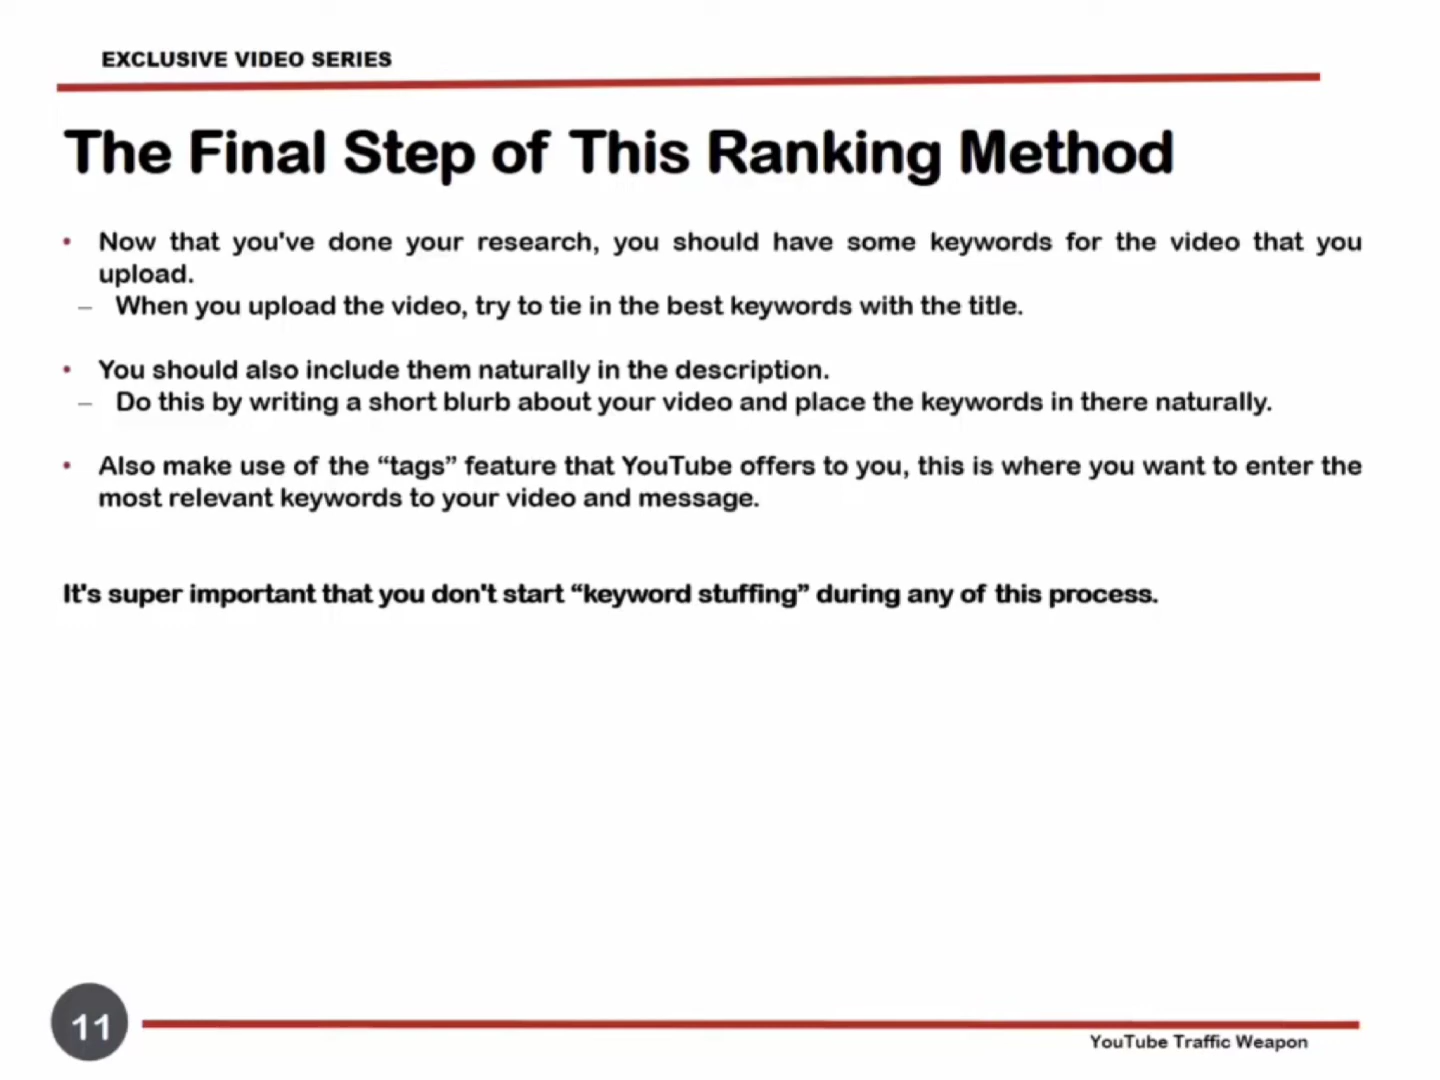 EXCLUSIVE VIDEO SERIES
The Final Step of This Ranking Method
• Now that you've done your research, you should have some keywords for the video that you
upload.
– When you upload the video, try to tie in the best keywords with the title.
• You should also include them naturally in the description.
– Do this by writing a short blurb about your video and place the keywords in there naturally.
• Also make use of the “tags” feature that YouTube offers to you, this is where you want to enter the
most relevant keywords to your video and message.
It's super important that you don't start “keyword stuffing” during any of this process.
11
YouTube Traffic Weapon